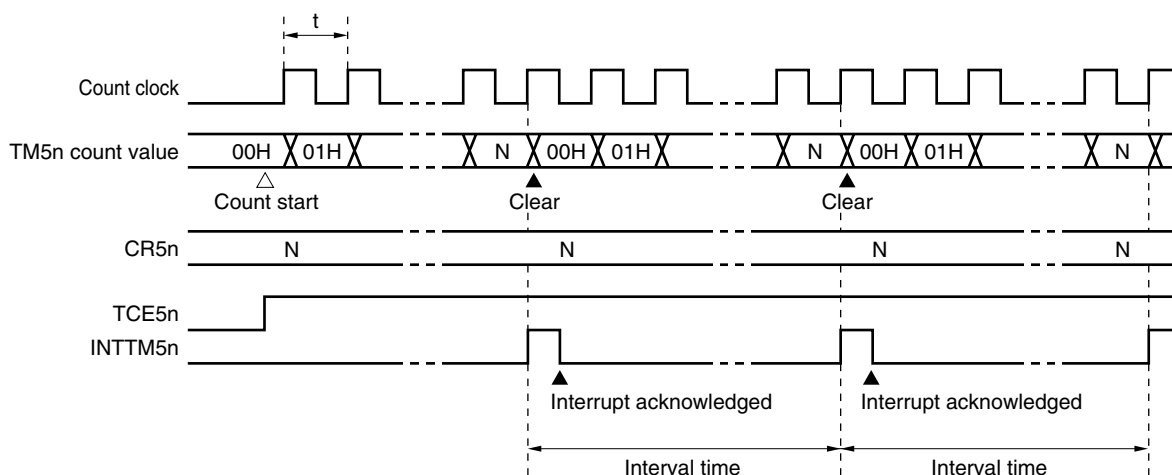 t
Count clock
TM5n count value 00H 01H N 00H 01H N 00H 01H N
Count start Clear Clear
CR5n N N N N
TCE5n
INTTM5n
Interrupt acknowledged Interrupt acknowledged
Interval time Interval time